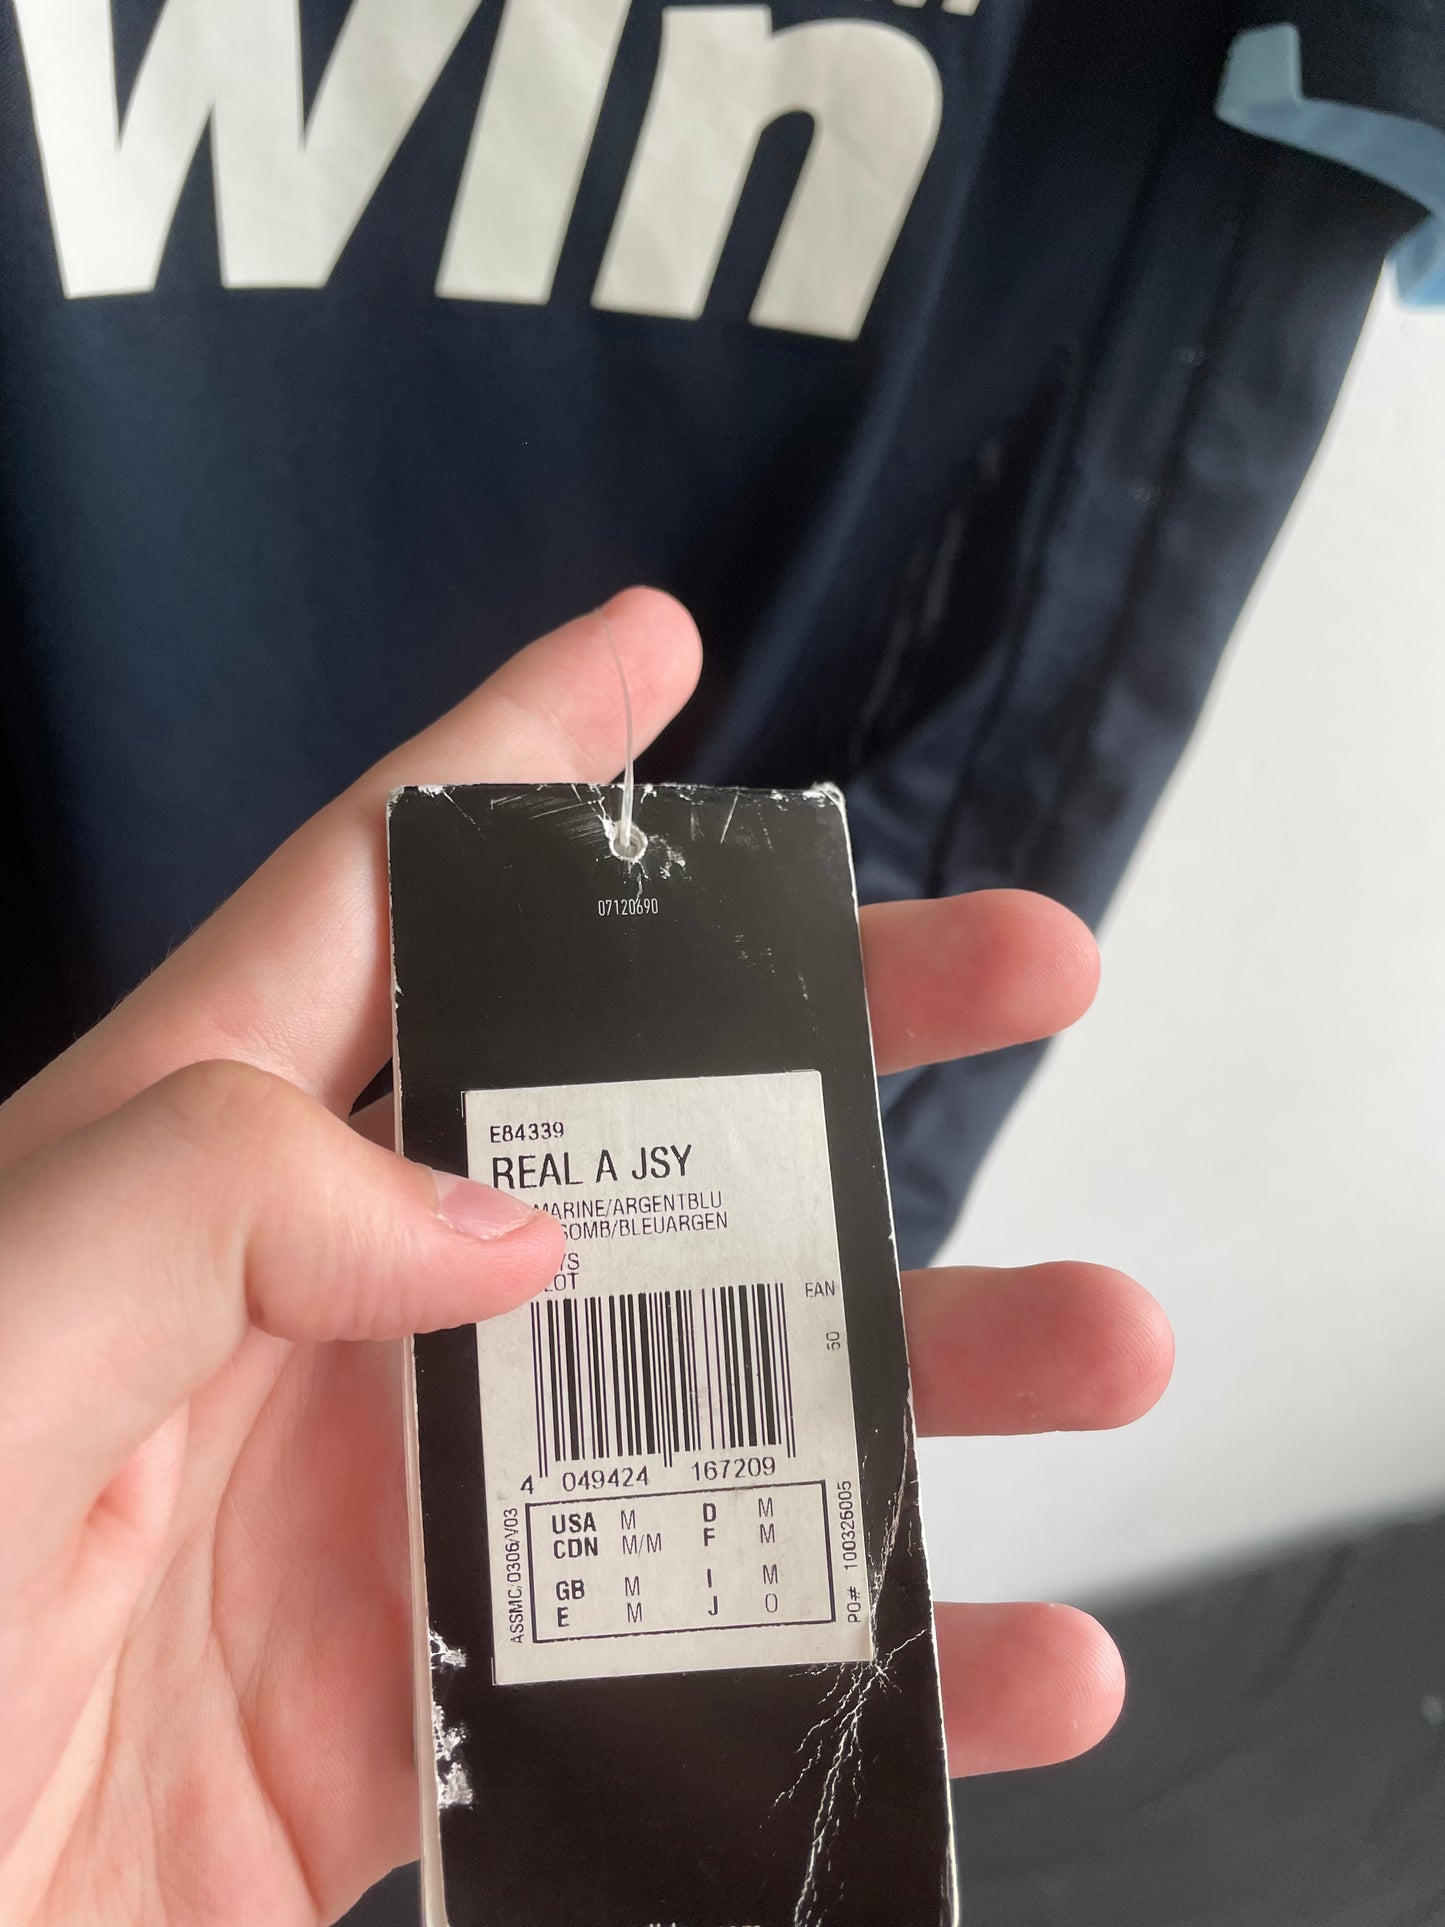 win
07120690
E84339
REAL A JSY
MARINE/ARGENTBLU
SOMB/BLEUARGEN
EAN
50
4 049424 167209
ASSMC/0306/V03
USA M D M
CDN M/M F M
GB M I M
E M J O
PO# 100326005